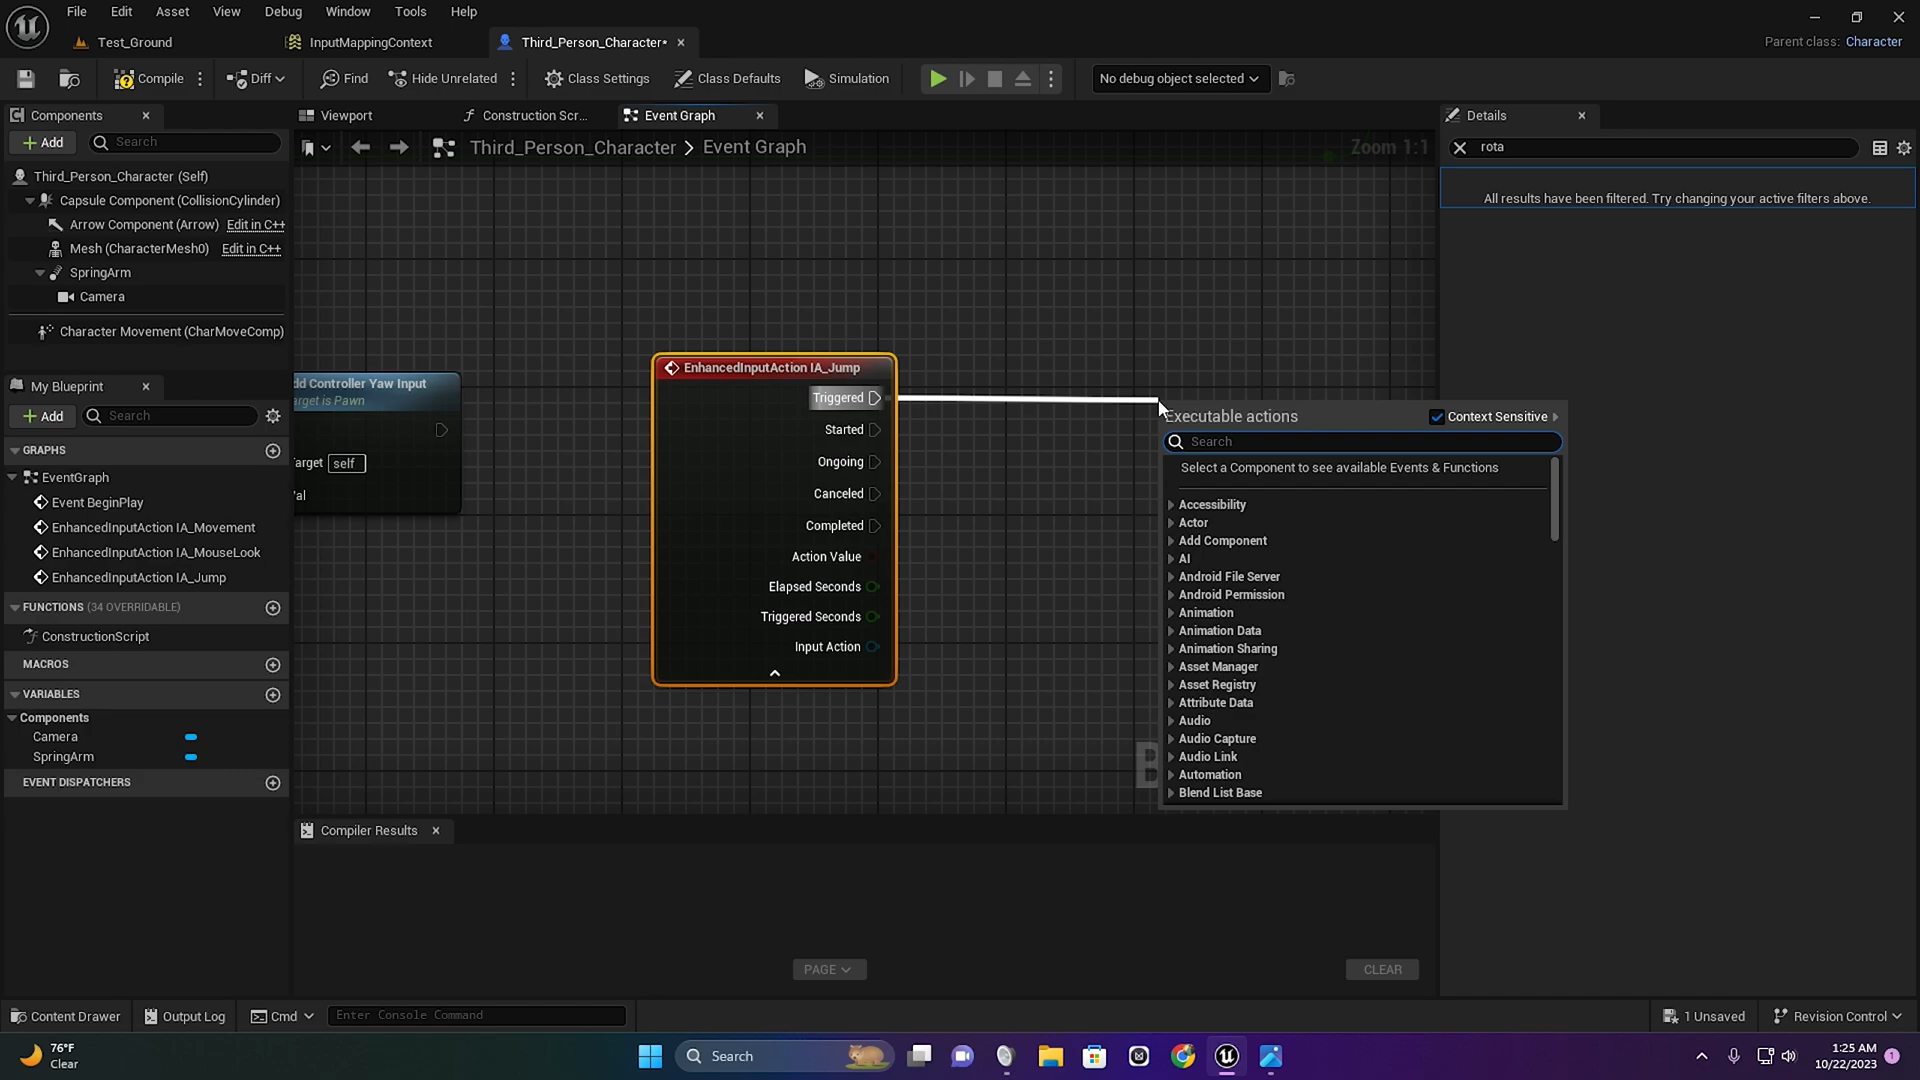 File Edit Asset View Debug Window Tools Help
Test_Ground InputMappingContext Third_Person_Character* Parent class: Character
Compile Diff Find Hide Unrelated Class Settings Class Defaults Simulation No debug object selected
Components Viewport Construction Scr... Event Graph Details
Add Search Third_Person_Character > Event Graph Zoom 1:1 rota
Third_Person_Character (Self)
All results have been filtered. Try changing your active filters above.
Capsule Component (CollisionCylinder)
Arrow Component (Arrow) Edit in C++
Mesh (CharacterMesh0) Edit in C++
SpringArm
Camera
Character Movement (CharMoveComp)
My Blueprint
Add Search
GRAPHS
EventGraph
Event BeginPlay
EnhancedInputAction IA_Movement
EnhancedInputAction IA_MouseLook
EnhancedInputAction IA_Jump
FUNCTIONS (34 OVERRIDABLE)
ConstructionScript
MACROS
VARIABLES
Components
Camera
SpringArm
EVENT DISPATCHERS
dd Controller Yaw Input
arget is Pawn
arget self
al
EnhancedInputAction IA_Jump
Triggered
Started
Ongoing
Canceled
Completed
Action Value
Elapsed Seconds
Triggered Seconds
Input Action
Executable actions Context Sensitive
Search
Select a Component to see available Events & Functions
Accessibility
Actor
Add Component
AI
Android File Server
Android Permission
Animation
Animation Data
Animation Sharing
Asset Manager
Asset Registry
Attribute Data
Audio
Audio Capture
Audio Link
Automation
Blend List Base
B
Compiler Results
PAGE CLEAR
Content Drawer Output Log Cmd Enter Console Command 1 Unsaved Revision Control
76°F
Clear
Search
1:25 AM
10/22/2023
1